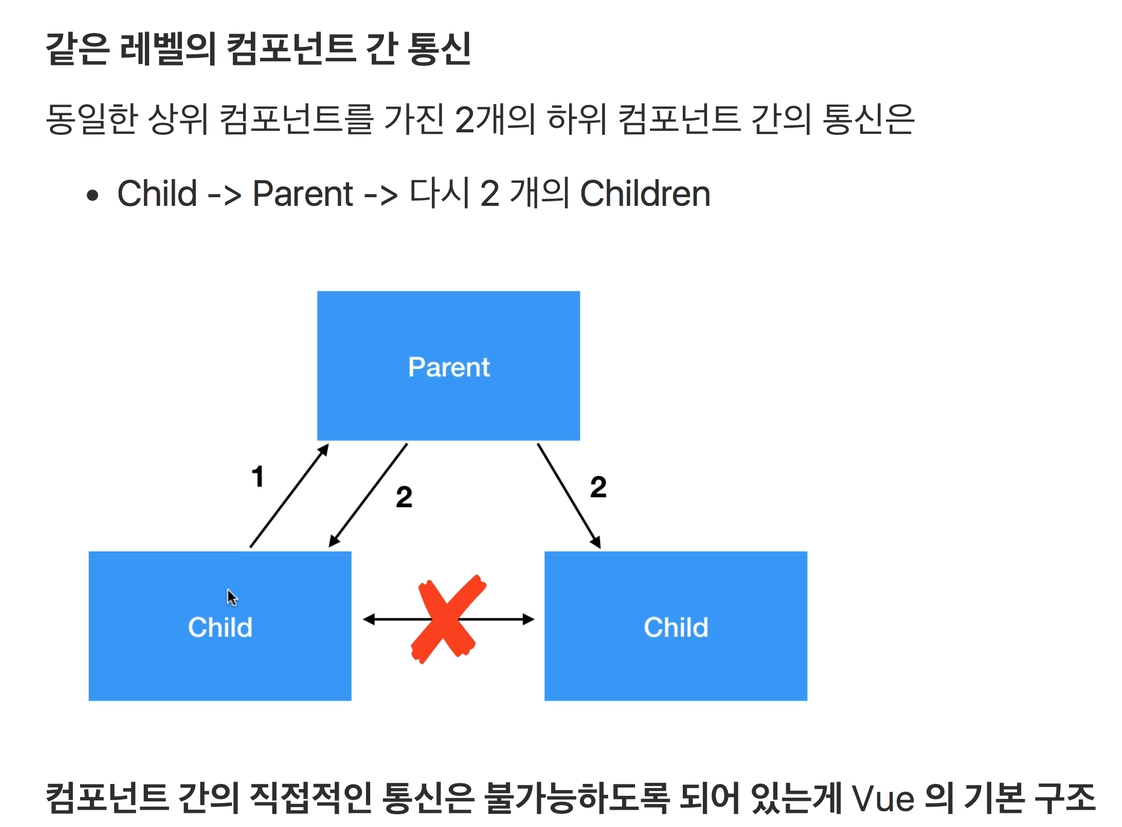 같은 레벨의 컴포넌트 간 통신
동일한 상위 컴포넌트를 가진 2개의 하위 컴포넌트 간의 통신은
• Child -> Parent -> 다시 2 개의 Children
Parent
1
2
2
Child
Child
컴포넌트 간의 직접적인 통신은 불가능하도록 되어 있는게 Vue 의 기본 구조